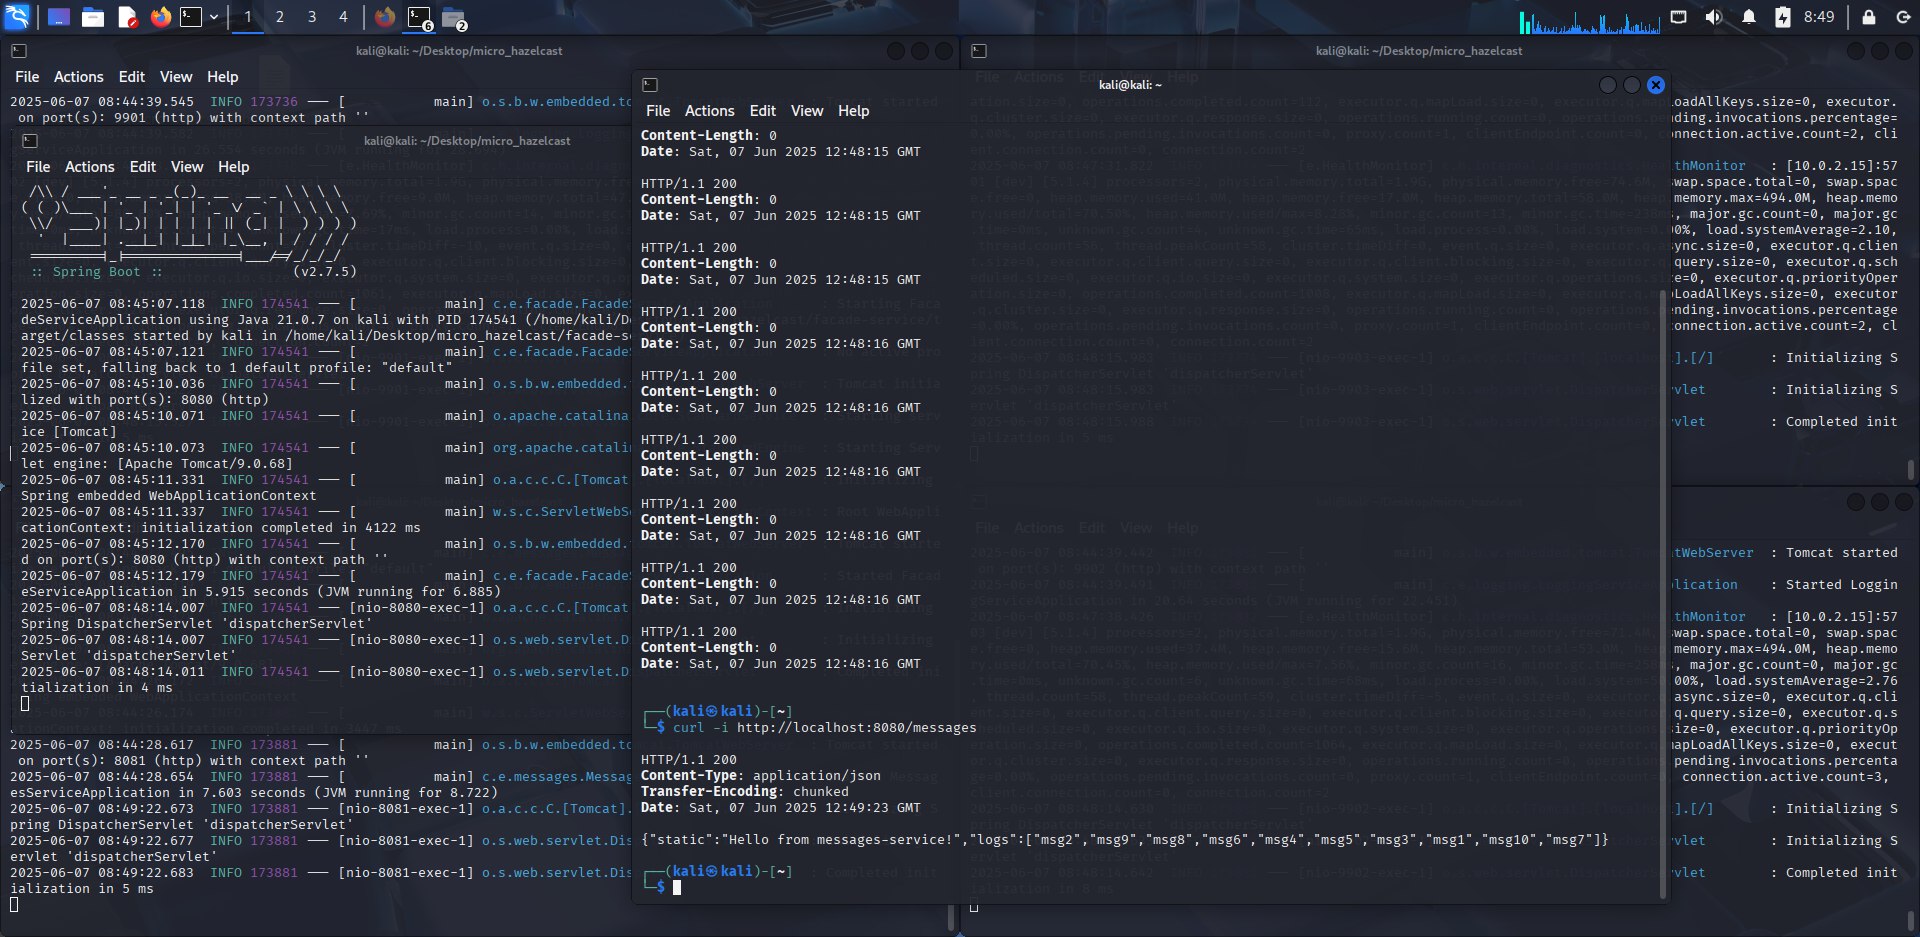 1 2 3 4 6 2 8:49
kali@kali: ~/Desktop/micro_hazelcast
File Actions Edit View Help
2025-06-07 08:44:39.545 INFO 173736 --- [ main] o.s.b.w.embedded.to
on port(s): 9901 (http) with context path ''
kali@kali: ~/Desktop/micro_hazelcast
File Actions Edit View Help
:: Spring Boot :: (v2.7.5)
2025-06-07 08:45:07.118 INFO 174541 --- [ main] c.e.facade.FacadeS
deServiceApplication using Java 21.0.7 on kali with PID 174541 (/home/kali/De
arget/classes started by kali in /home/kali/Desktop/micro_hazelcast/facade-se
2025-06-07 08:45:07.121 INFO 174541 --- [ main] c.e.facade.FacadeS
file set, falling back to 1 default profile: "default"
2025-06-07 08:45:10.036 INFO 174541 --- [ main] o.s.b.w.embedded.
lized with port(s): 8080 (http)
2025-06-07 08:45:10.071 INFO 174541 --- [ main] o.apache.catalina
ice [Tomcat]
2025-06-07 08:45:10.073 INFO 174541 --- [ main] org.apache.catali
let engine: [Apache Tomcat/9.0.68]
2025-06-07 08:45:11.331 INFO 174541 --- [ main] o.a.c.c.C.[Tomcat
Spring embedded WebApplicationContext
2025-06-07 08:45:11.337 INFO 174541 --- [ main] w.s.c.ServletWebSe
cationContext: initialization completed in 4122 ms
2025-06-07 08:45:12.170 INFO 174541 --- [ main] o.s.b.w.embedded.
d on port(s): 8080 (http) with context path ''
2025-06-07 08:45:12.179 INFO 174541 --- [ main] c.e.facade.FacadeS
eServiceApplication in 5.915 seconds (JVM running for 6.885)
2025-06-07 08:48:14.007 INFO 174541 --- [nio-8080-exec-1] o.a.c.c.C.[Tomcat
Spring DispatcherServlet 'dispatcherServlet'
2025-06-07 08:48:14.007 INFO 174541 --- [nio-8080-exec-1] o.s.web.servlet.Di
Servlet 'dispatcherServlet'
2025-06-07 08:48:14.011 INFO 174541 --- [nio-8080-exec-1] o.s.web.servlet.Di
tialization in 4 ms
2025-06-07 08:44:28.617 INFO 173881 --- [ main] o.s.b.w.embedded.to
on port(s): 8081 (http) with context path ''
2025-06-07 08:44:28.654 INFO 173881 --- [ main] c.e.messages.Messag
esServiceApplication in 7.603 seconds (JVM running for 8.722)
2025-06-07 08:49:22.673 INFO 173881 --- [nio-8081-exec-1] o.a.c.c.C.[Tomcat].
pring DispatcherServlet 'dispatcherServlet'
2025-06-07 08:49:22.677 INFO 173881 --- [nio-8081-exec-1] o.s.web.servlet.Dis
ervlet 'dispatcherServlet'
2025-06-07 08:49:22.683 INFO 173881 --- [nio-8081-exec-1] o.s.web.servlet.Dis
ialization in 5 ms
kali@kali: ~
File Actions Edit View Help
Content-Length: 0
Date: Sat, 07 Jun 2025 12:48:15 GMT
HTTP/1.1 200
Content-Length: 0
Date: Sat, 07 Jun 2025 12:48:15 GMT
HTTP/1.1 200
Content-Length: 0
Date: Sat, 07 Jun 2025 12:48:15 GMT
HTTP/1.1 200
Content-Length: 0
Date: Sat, 07 Jun 2025 12:48:16 GMT
HTTP/1.1 200
Content-Length: 0
Date: Sat, 07 Jun 2025 12:48:16 GMT
HTTP/1.1 200
Content-Length: 0
Date: Sat, 07 Jun 2025 12:48:16 GMT
HTTP/1.1 200
Content-Length: 0
Date: Sat, 07 Jun 2025 12:48:16 GMT
HTTP/1.1 200
Content-Length: 0
Date: Sat, 07 Jun 2025 12:48:16 GMT
HTTP/1.1 200
Content-Length: 0
Date: Sat, 07 Jun 2025 12:48:16 GMT
┌──(kali㉿kali)-[~]
└─$ curl -i http://localhost:8080/messages
HTTP/1.1 200
Content-Type: application/json
Transfer-Encoding: chunked
Date: Sat, 07 Jun 2025 12:49:23 GMT
{"static":"Hello from messages-service!","logs":["msg2","msg9","msg8","msg6","msg4","msg5","msg3","msg1","msg10","msg7"]}
┌──(kali㉿kali)-[~]
└─$
kali@kali: ~/Desktop/micro_hazelcast
oadAllKeys.size=0, executor.
nding.invocations.percentage=
onnection.active.count=2, cli
thMonitor : [10.0.2.15]:57
swap.space.total=0, swap.spac
.memory.max=494.0M, heap.memo
s, major.gc.count=0, major.gc
00%, load.systemAverage=2.10,
sync.size=0, executor.q.clien
query.size=0, executor.q.sch
e=0, executor.q.priorityOper
pLoadAllKeys.size=0, executor
ending.invocations.percentage
connection.active.count=2, cl
].[/] : Initializing S
vlet : Initializing S
vlet : Completed init
tWebServer : Tomcat started
lication : Started Loggin
thMonitor : [10.0.2.15]:57
swap.space.total=0, swap.spac
memory.max=494.0M, heap.memo
, major.gc.count=0, major.gc
.00%, load.systemAverage=2.76
async.size=0, executor.q.cli
q.query.size=0, executor.q.s
executor.q.priorityOp
apLoadAllKeys.size=0, execut
pending.invocations.percenta
connection.active.count=3,
].[/] : Initializing S
vlet : Initializing S
vlet : Completed init